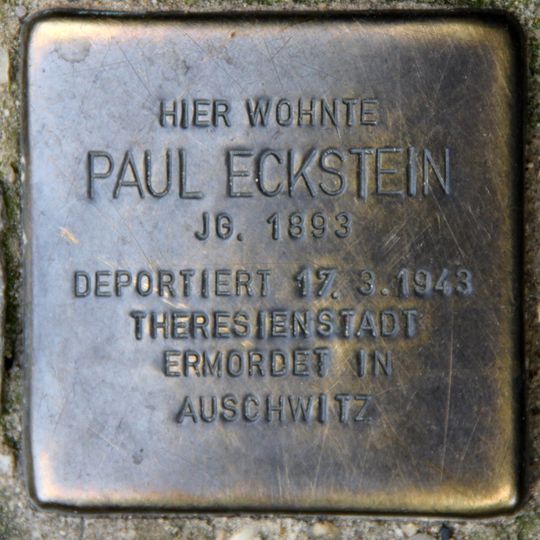 HIER WOHNTE
PAUL ECKSTEIN
JG. 1893
DEPORTIERT 17. 3. 1943
THERESIENSTADT
ERMORDET IN
AUSCHWITZ